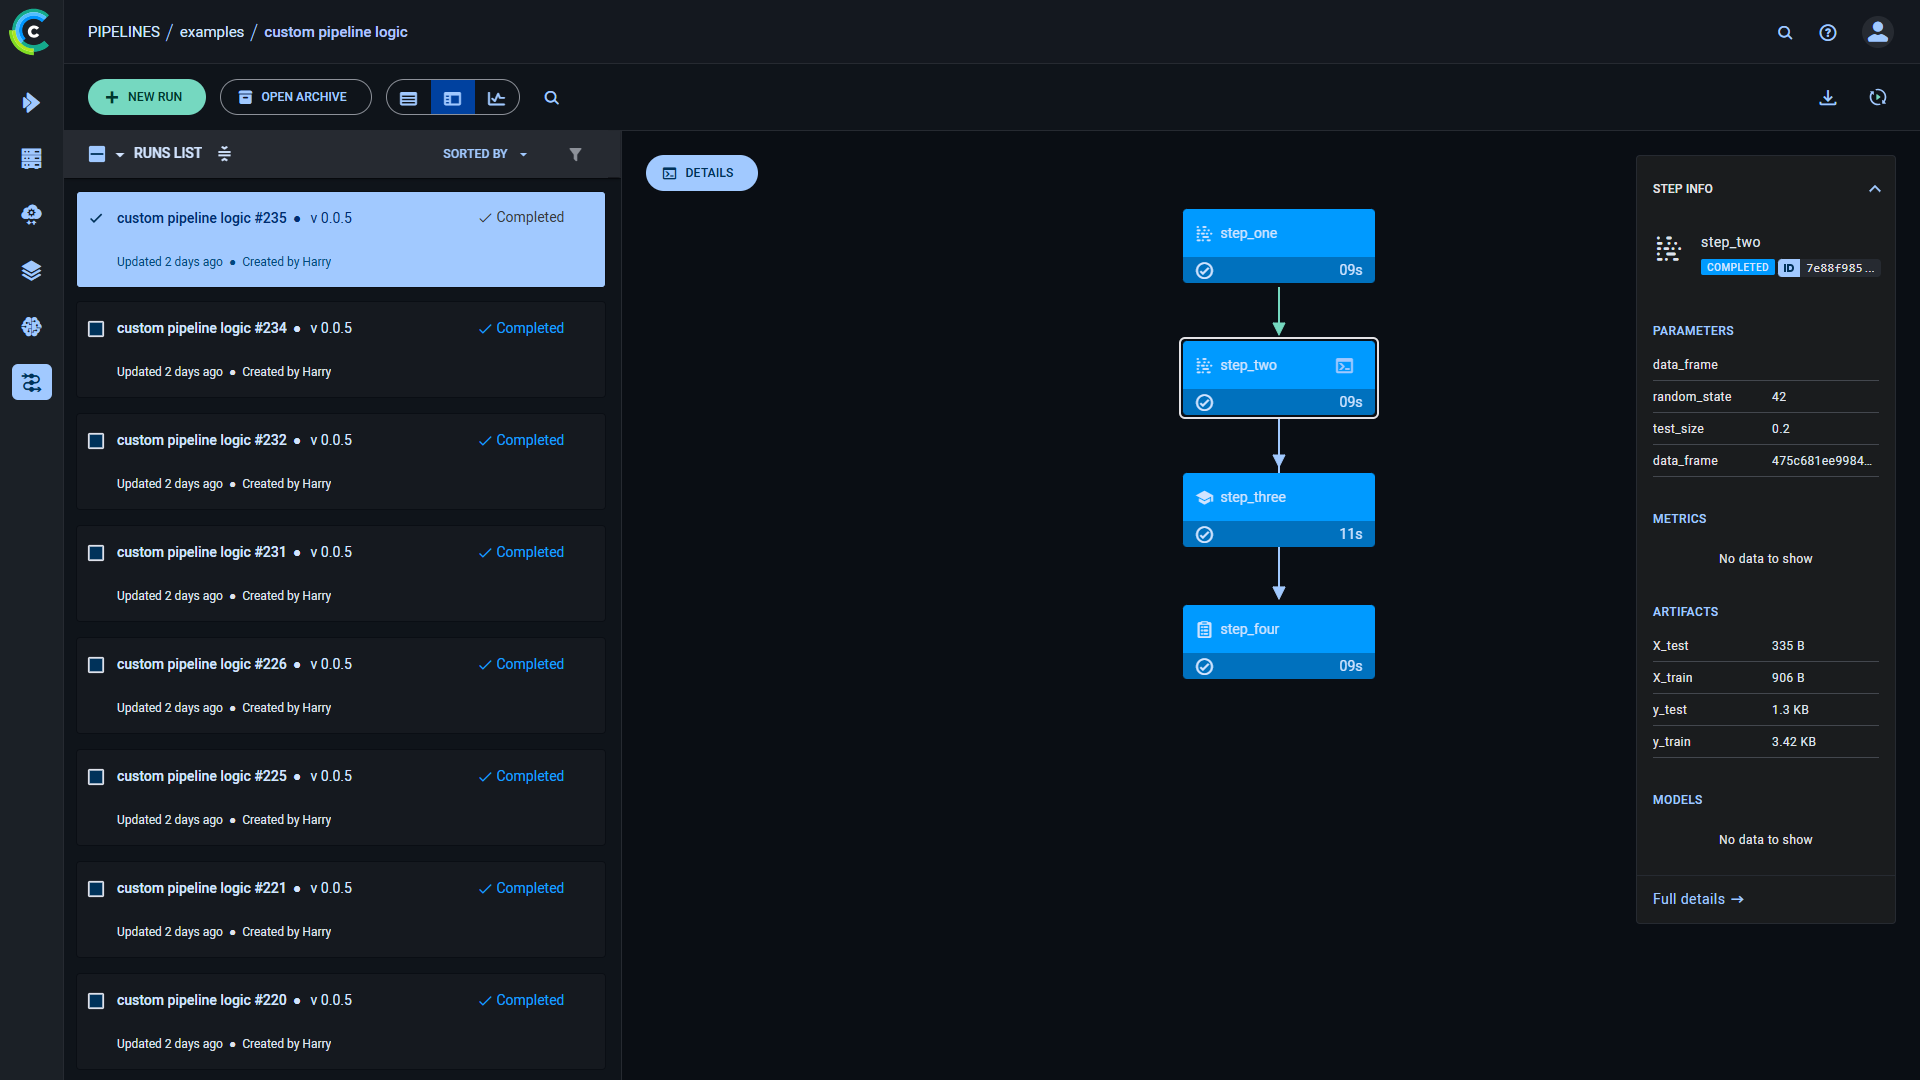 PIPELINES / examples / custom pipeline logic
NEW RUN
OPEN ARCHIVE
RUNS LIST
SORTED BY
custom pipeline logic #235 • v 0.0.5
Completed
Updated 2 days ago • Created by Harry
custom pipeline logic #234 • v 0.0.5
Completed
Updated 2 days ago • Created by Harry
custom pipeline logic #232 • v 0.0.5
Completed
Updated 2 days ago • Created by Harry
custom pipeline logic #231 • v 0.0.5
Completed
Updated 2 days ago • Created by Harry
custom pipeline logic #226 • v 0.0.5
Completed
Updated 2 days ago • Created by Harry
custom pipeline logic #225 • v 0.0.5
Completed
Updated 2 days ago • Created by Harry
custom pipeline logic #221 • v 0.0.5
Completed
Updated 2 days ago • Created by Harry
custom pipeline logic #220 • v 0.0.5
Completed
Updated 2 days ago • Created by Harry
DETAILS
step_one
09s
step_two
09s
step_three
11s
step_four
09s
STEP INFO
step_two
COMPLETED ID 7e88f985...
PARAMETERS
data_frame
random_state 42
test_size 0.2
data_frame 475c681ee9984...
METRICS
No data to show
ARTIFACTS
X_test 335 B
X_train 906 B
y_test 1.3 KB
y_train 3.42 KB
MODELS
No data to show
Full details →